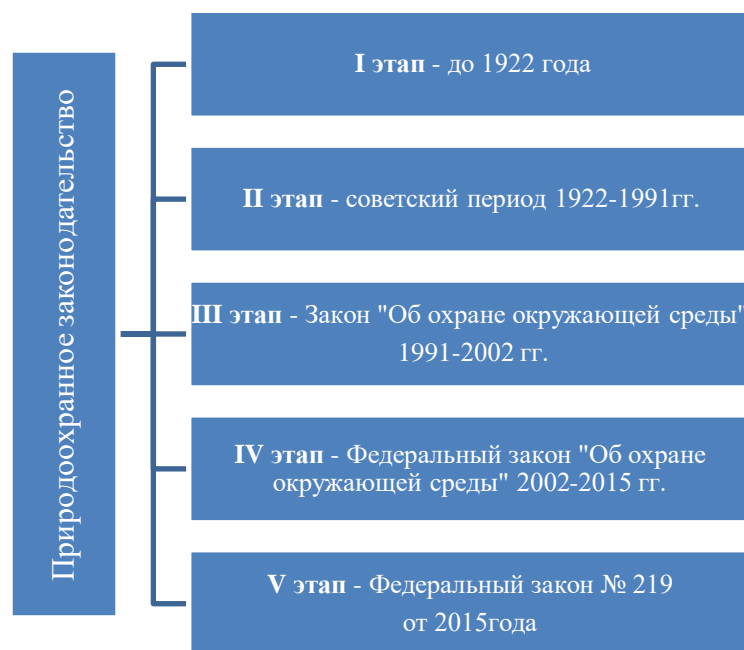 Природоохранное законодательство
I этап - до 1922 года
II этап - советский период 1922-1991гг.
III этап - Закон "Об охране окружающей среды"
1991-2002 гг.
IV этап - Федеральный закон "Об охране
окружающей среды" 2002-2015 гг.
V этап - Федеральный закон № 219
от 2015года